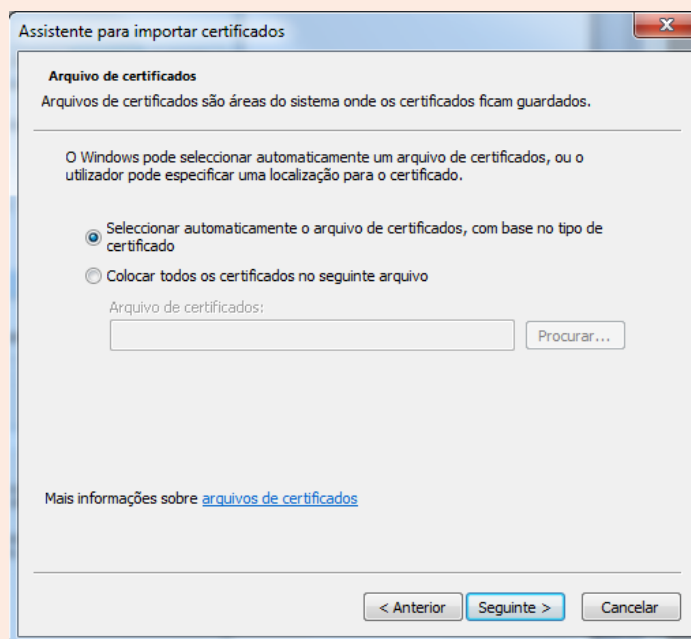 Assistente para importar certificados
Arquivo de certificados
Arquivos de certificados são áreas do sistema onde os certificados ficam guardados.
O Windows pode seleccionar automaticamente um arquivo de certificados, ou o
utilizador pode especificar uma localização para o certificado.
Seleccionar automaticamente o arquivo de certificados, com base no tipo de
certificado
Colocar todos os certificados no seguinte arquivo
Arquivo de certificados:
Procurar...
Mais informações sobre arquivos de certificados
< Anterior
Seguinte >
Cancelar